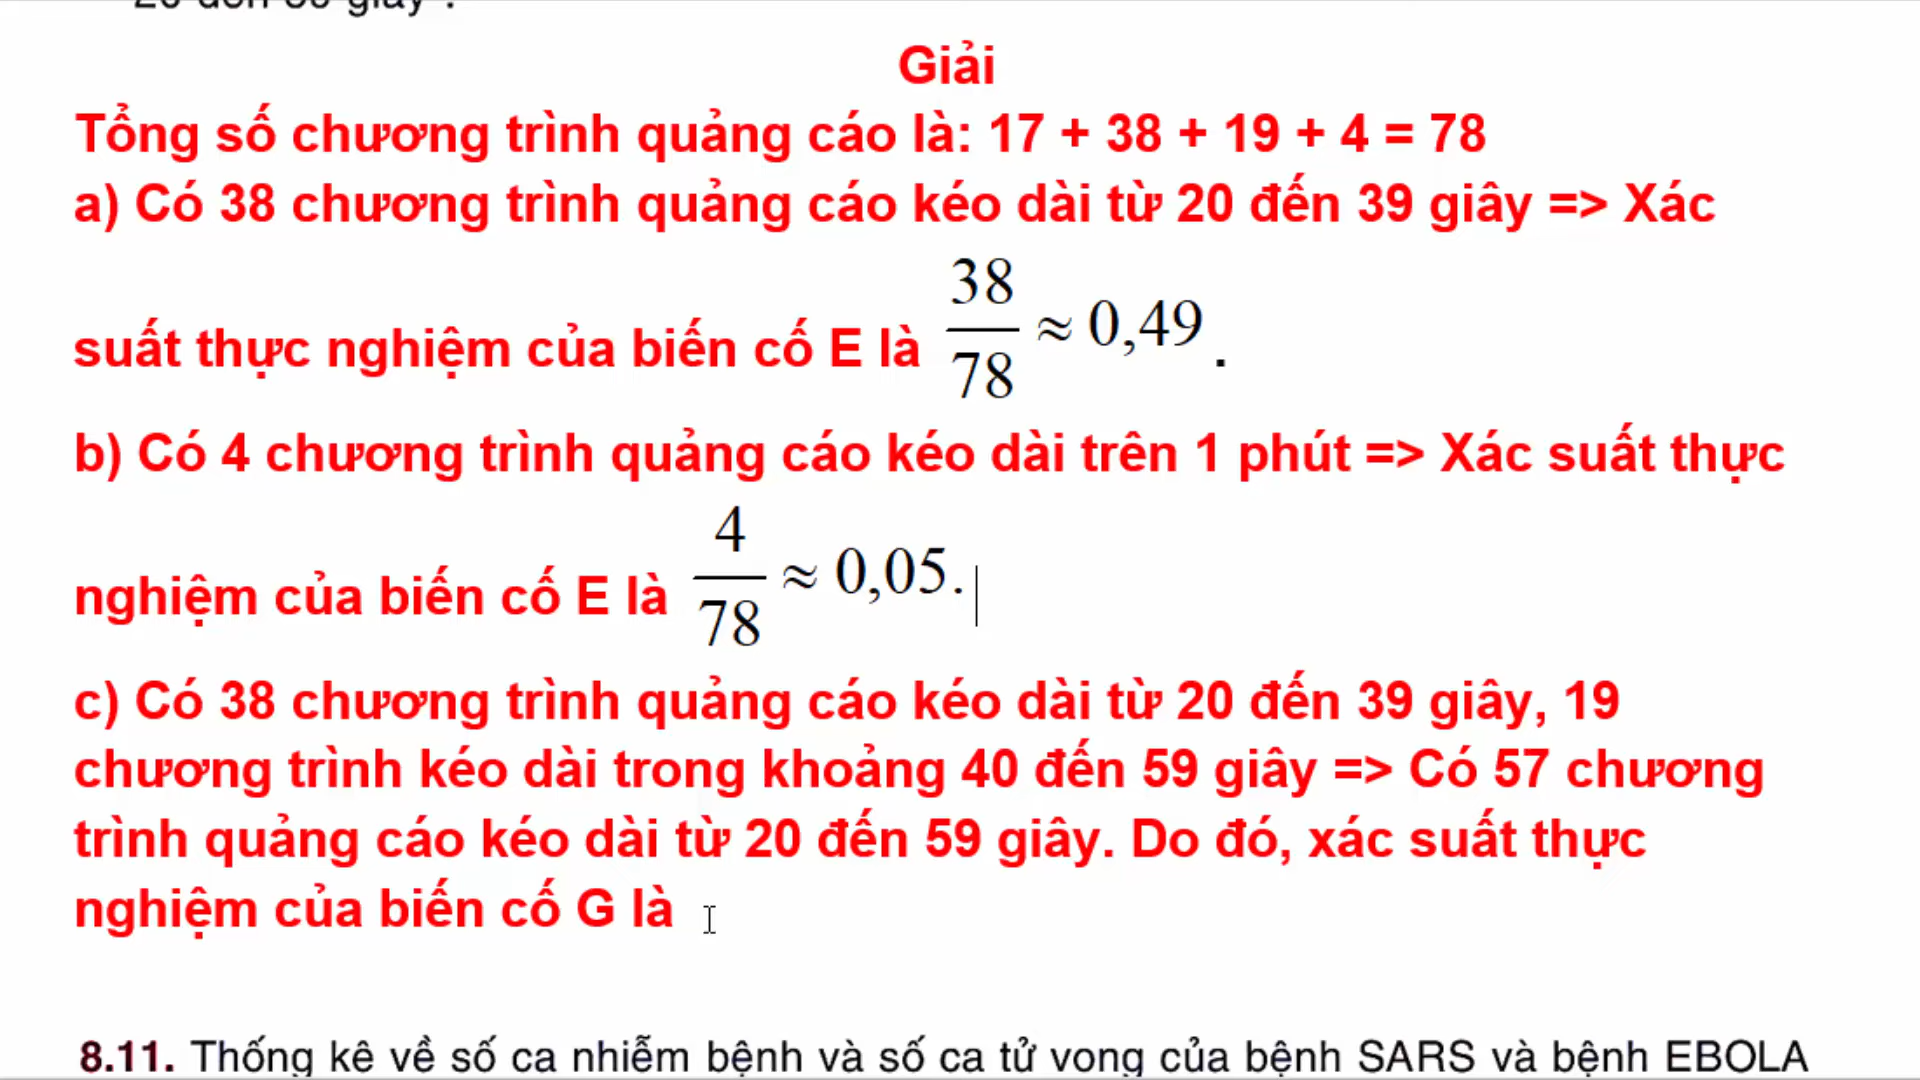 Giải
Tổng số chương trình quảng cáo là: 17 + 38 + 19 + 4 = 78
a) Có 38 chương trình quảng cáo kéo dài từ 20 đến 39 giây => Xác
suất thực nghiệm của biến cố E là 38/78 ≈ 0,49 .
b) Có 4 chương trình quảng cáo kéo dài trên 1 phút => Xác suất thực
nghiệm của biến cố E là 4/78 ≈ 0,05.
c) Có 38 chương trình quảng cáo kéo dài từ 20 đến 39 giây, 19
chương trình kéo dài trong khoảng 40 đến 59 giây => Có 57 chương
trình quảng cáo kéo dài từ 20 đến 59 giây. Do đó, xác suất thực
nghiệm của biến cố G là
8.11. Thống kê về số ca nhiễm bệnh và số ca tử vong của bệnh SARS và bệnh EBOLA